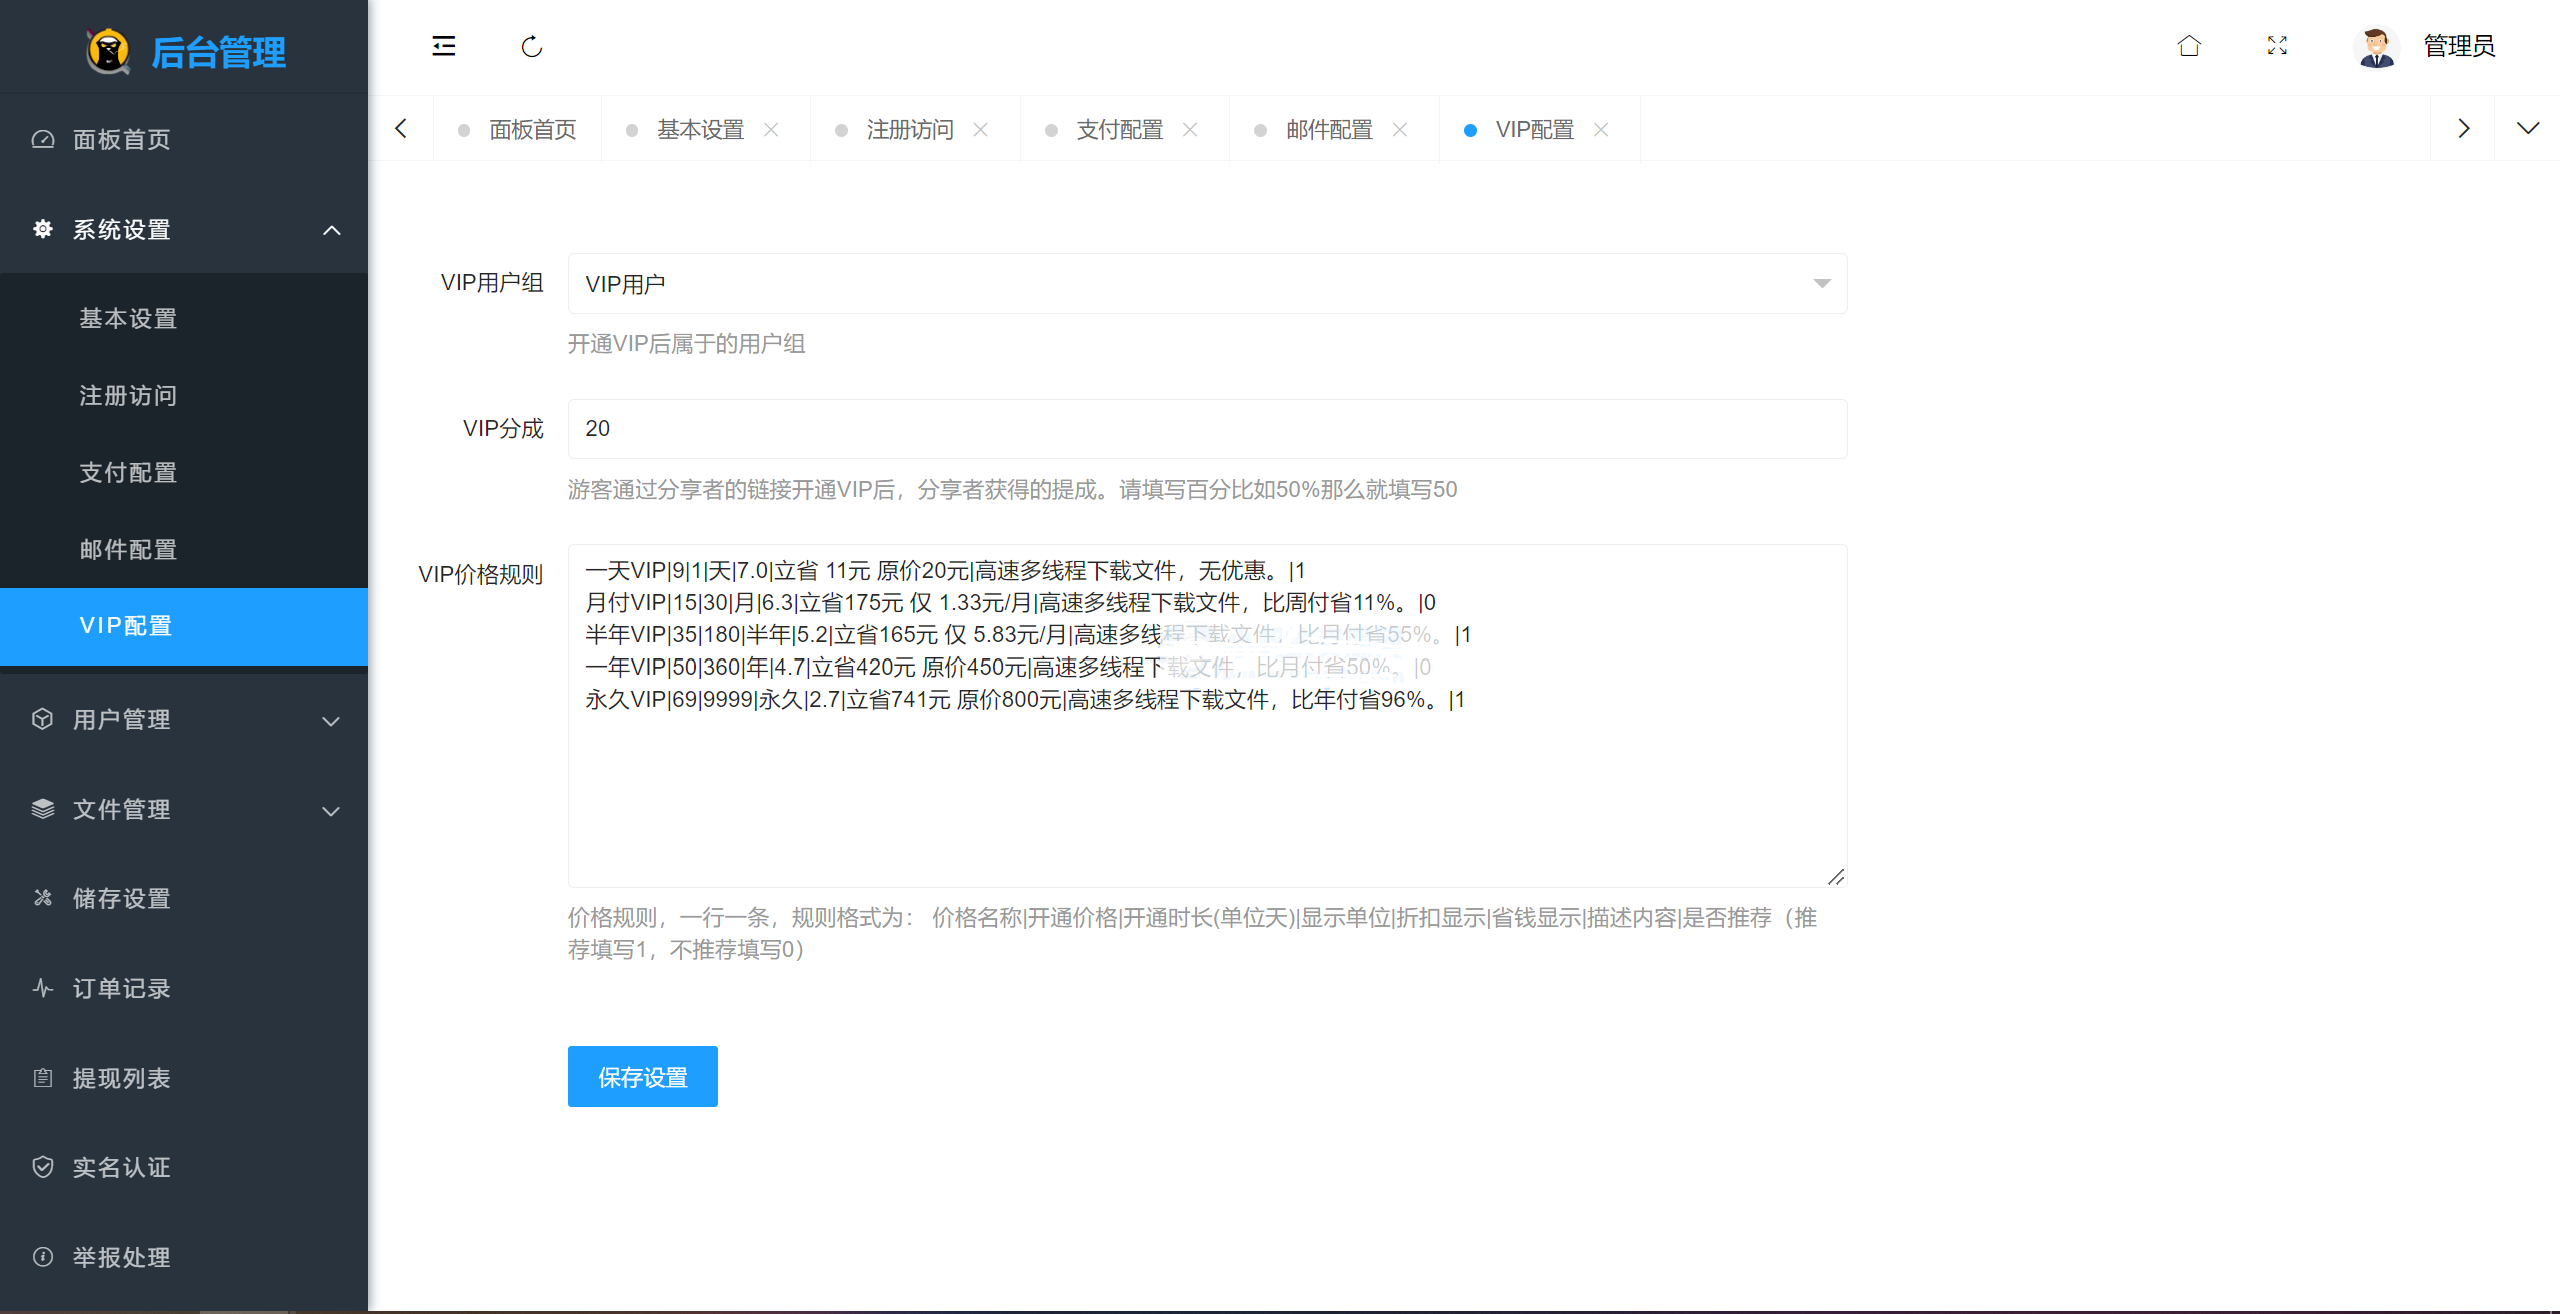 后台管理
面板首页
系统设置
基本设置
注册访问
支付配置
邮件配置
VIP配置
用户管理
文件管理
储存设置
订单记录
提现列表
实名认证
举报处理
管理员
面板首页
基本设置
注册访问
支付配置
邮件配置
VIP配置
VIP用户组
VIP用户
开通VIP后属于的用户组
VIP分成
20
游客通过分享者的链接开通VIP后，分享者获得的提成。请填写百分比如50%那么就填写50
VIP价格规则
一天VIP|9|1|天|7.0|立省 11元 原价20元|高速多线程下载文件，无优惠。|1
月付VIP|15|30|月|6.3|立省175元 仅 1.33元/月|高速多线程下载文件，比周付省11%。|0
半年VIP|35|180|半年|5.2|立省165元 仅 5.83元/月|高速多线程下载文件，比月付省55%。|1
一年VIP|50|360|年|4.7|立省420元 原价450元|高速多线程下载文件，比月付省50%。|0
永久VIP|69|9999|永久|2.7|立省741元 原价800元|高速多线程下载文件，比年付省96%。|1
价格规则，一行一条，规则格式为： 价格名称|开通价格|开通时长(单位天)|显示单位|折扣显示|省钱显示|描述内容|是否推荐（推
荐填写1，不推荐填写0）
保存设置